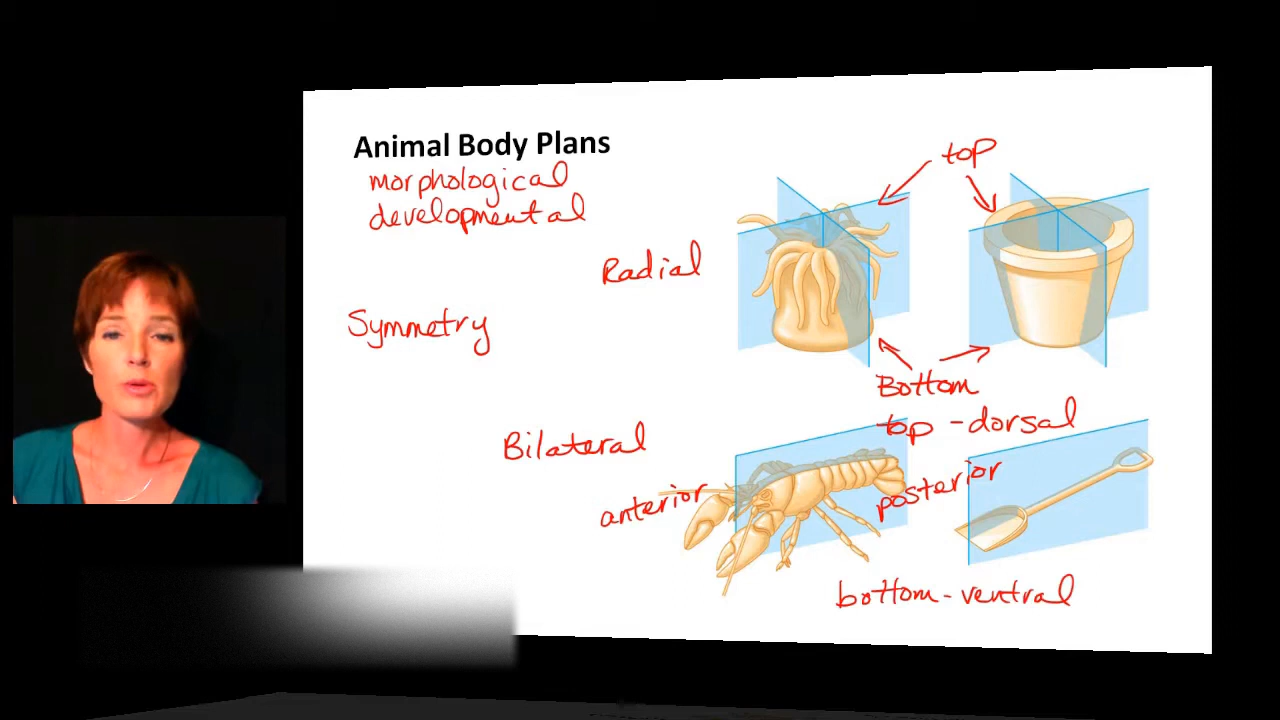 Animal Body Plans
morphological
developmental
top
Radial
Symmetry
Bottom
top - dorsal
Bilateral
anterior
posterior
bottom - ventral